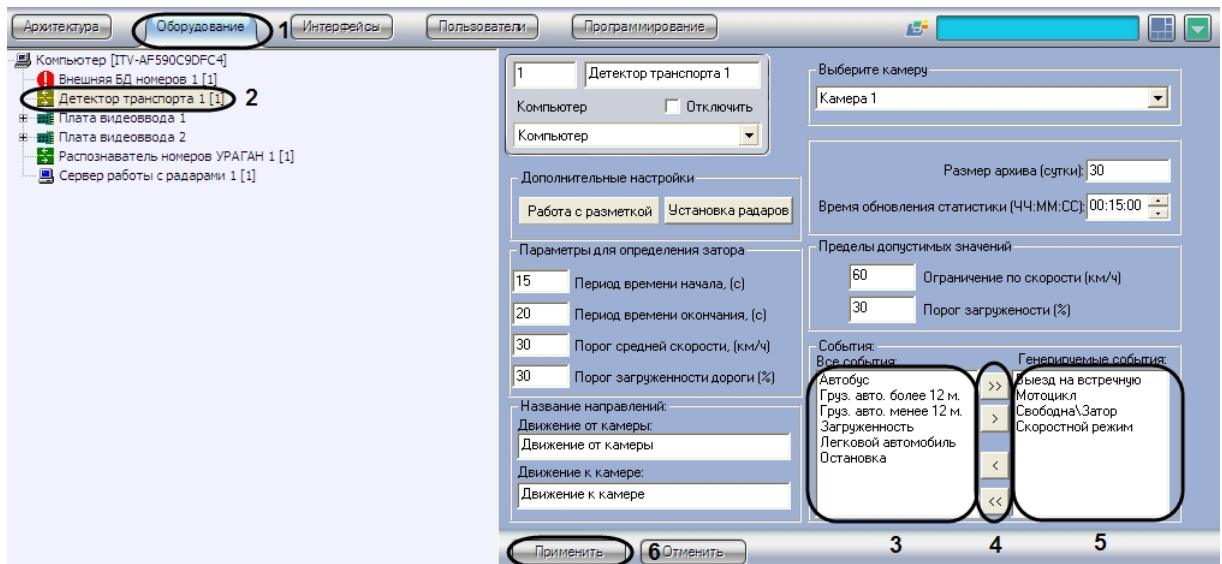 Архитектура
Оборудование
1
Интерфейсы
Пользователи
Программирование
Компьютер [ITV-AF590C9DFC4]
Внешняя БД номеров 1 [1]
Детектор транспорта 1 [1]
2
Плата видеоввода 1
Плата видеоввода 2
Распознаватель номеров УРАГАН 1 [1]
Сервер работы с радарами 1 [1]
1
Детектор транспорта 1
Компьютер
Отключить
Компьютер
Дополнительные настройки
Работа с разметкой
Установка радаров
Параметры для определения затора
15
Период времени начала, (с)
20
Период времени окончания, (с)
30
Порог средней скорости, (км/ч)
30
Порог загруженности дороги (%)
Название направлений:
Движение от камеры:
Движение от камеры
Движение к камере:
Движение к камере
Выберите камеру
Камера 1
Размер архива (сутки):
30
Время обновления статистики (ЧЧ:ММ:СС):
00:15:00
Пределы допустимых значений
60
Ограничение по скорости (км/ч)
30
Порог загружености (%)
События:
Все события:
Автобус
Груз. авто. более 12 м.
Груз. авто. менее 12 м.
Загруженность
Легковой автомобиль
Остановка
>>
>
<
<<
Генерируемые события:
Выезд на встречную
Мотоцикл
Свободна\Затор
Скоростной режим
3
4
5
Применить
6
Отменить